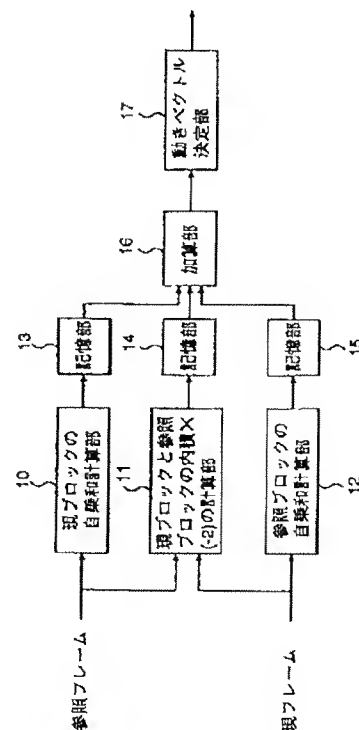 参照フレーム
現フレーム
10
現ブロックの
自乗和計算部
11
現ブロックと参照
ブロックの内積×
(-2)の計算部
12
参照ブロックの
自乗和計算部
13
記憶部
14
記憶部
15
記憶部
16
加算部
17
動きベクトル
決定部